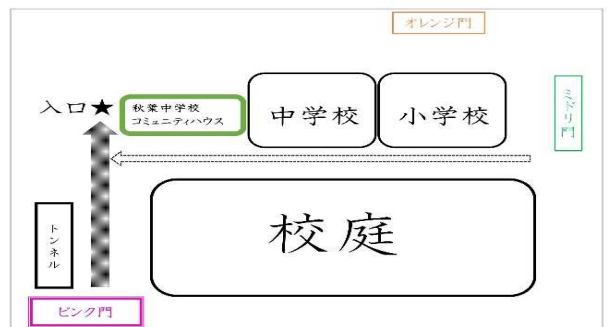 オレンジ門
入口★
秋葉中学校
コミュニティハウス
中学校
小学校
ミドリ門
校庭
トンネル
ピンク門